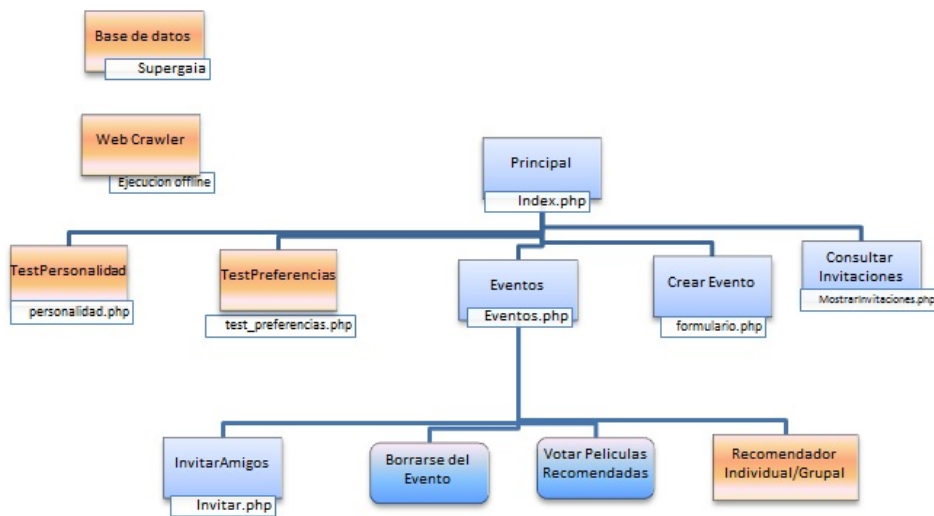 Base de datos
Supergaia
Web Crawler
Ejecucion offline
Principal
Index.php
TestPersonalidad
personalidad.php
TestPreferencias
test_preferencias.php
Eventos
Eventos.php
Crear Evento
formulario.php
Consultar
Invitaciones
MostrarInvitaciones.php
InvitarAmigos
Invitar.php
Borrarse del
Evento
Votar Peliculas
Recomendadas
Recomendador
Individual/Grupal